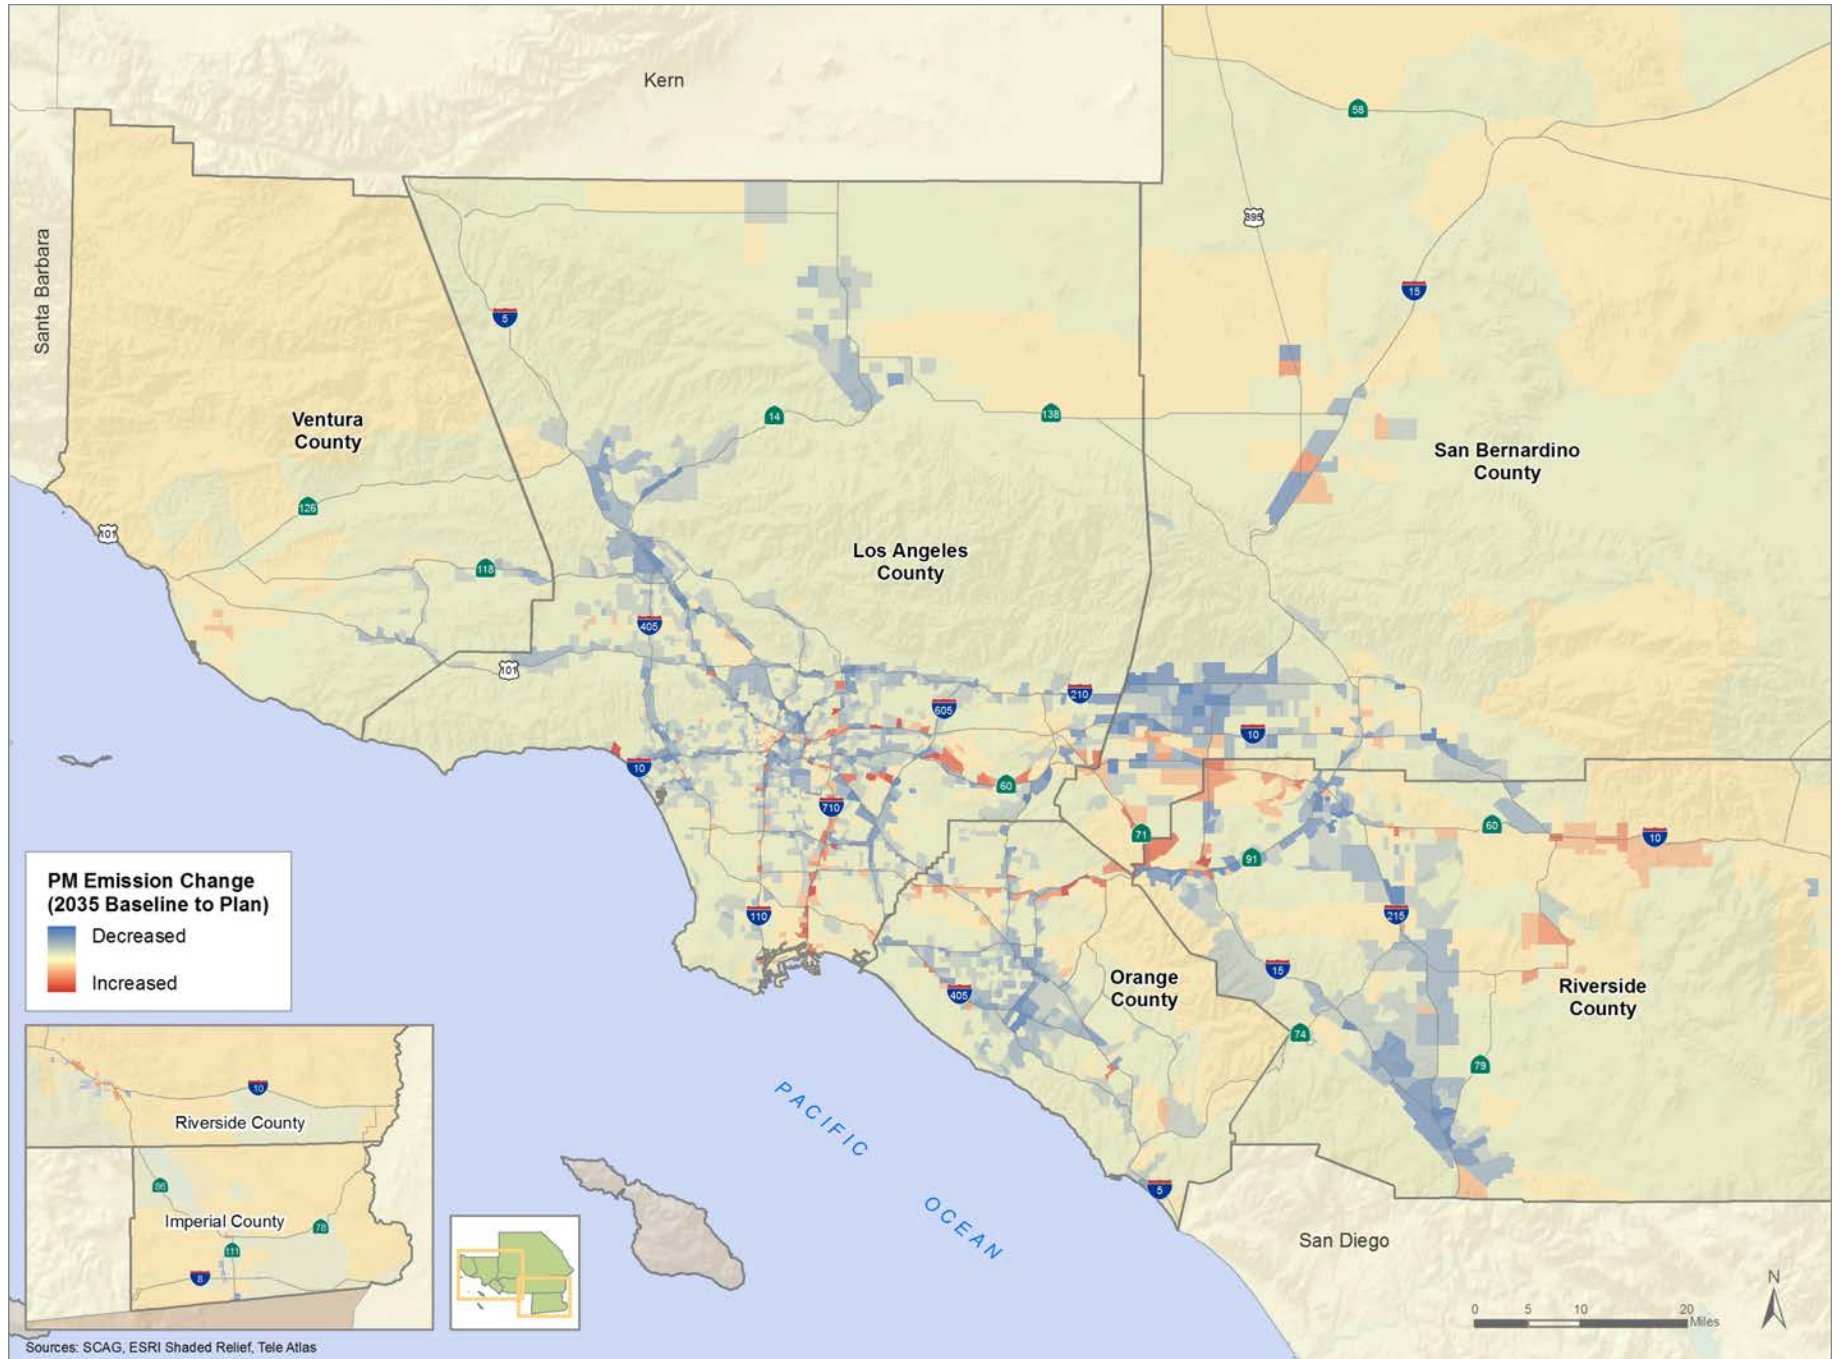 Kern
58
395
Santa Barbara
5
15
Ventura
County
14
138
San Bernardino
County
126
101
118
Los Angeles
County
405
101
210
605
10
10
60
710
71
60
10
91
PM Emission Change
(2035 Baseline to Plan)
Decreased
Increased
110
215
405
15
Orange
County
Riverside
County
74
79
10
Riverside County
PACIFIC
OCEAN
86
Imperial County
78
111
8
5
San Diego
N
0 5 10 20
Miles
Sources: SCAG, ESRI Shaded Relief, Tele Atlas